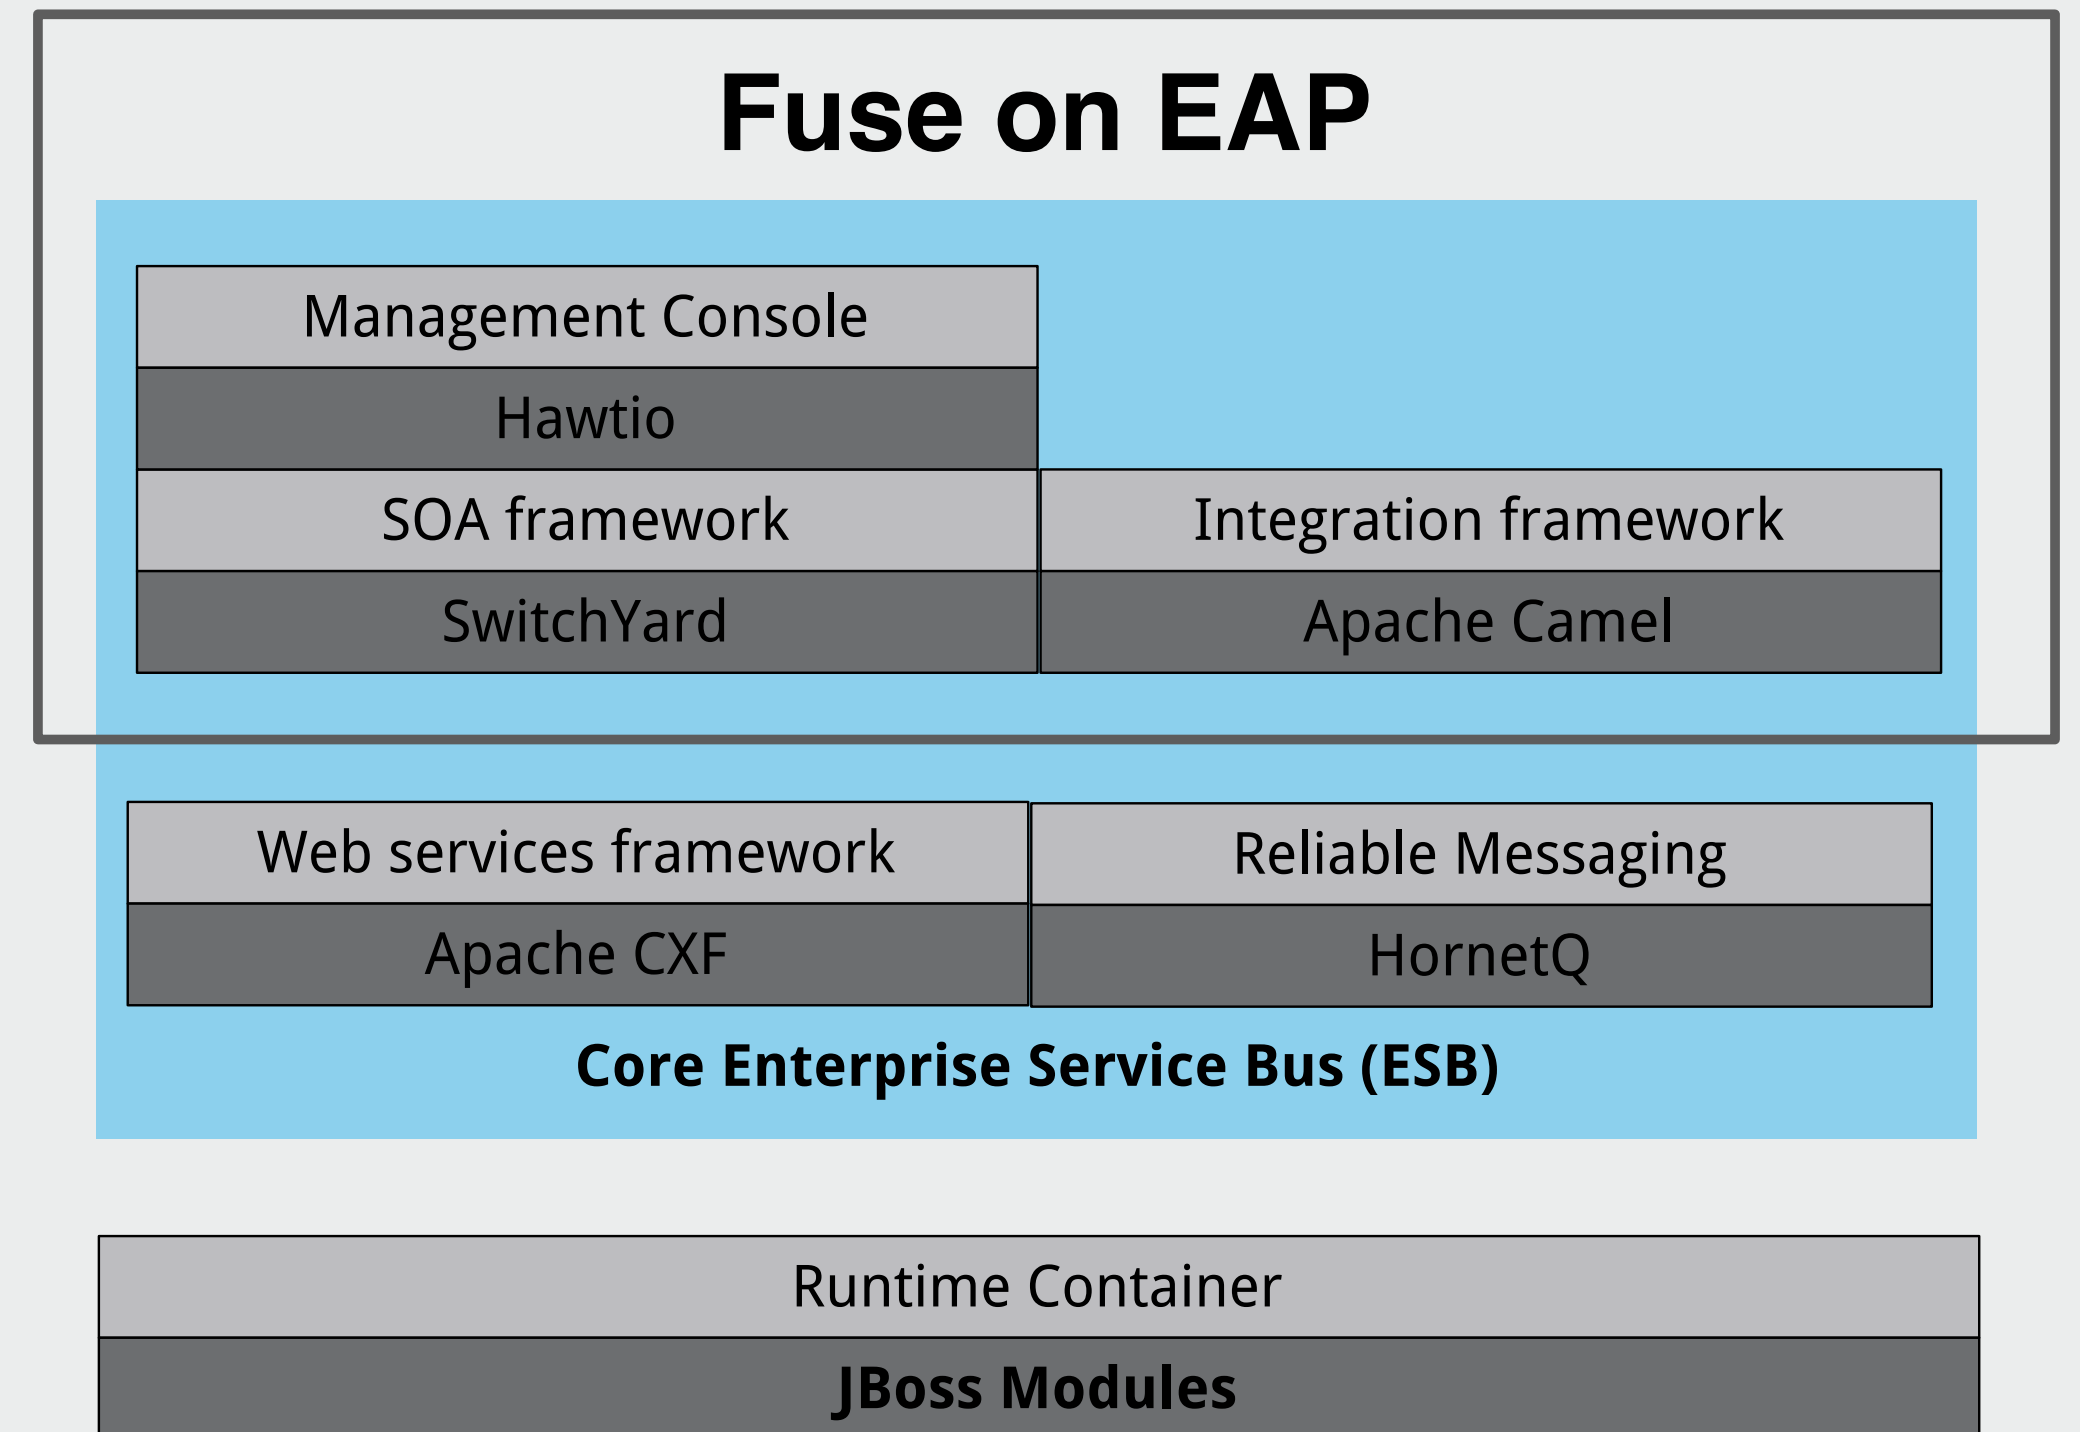 Fuse on EAP
Management Console
Hawtio
SOA framework
Integration framework
SwitchYard
Apache Camel
Web services framework
Reliable Messaging
Apache CXF
HornetQ
Core Enterprise Service Bus (ESB)
Runtime Container
JBoss Modules